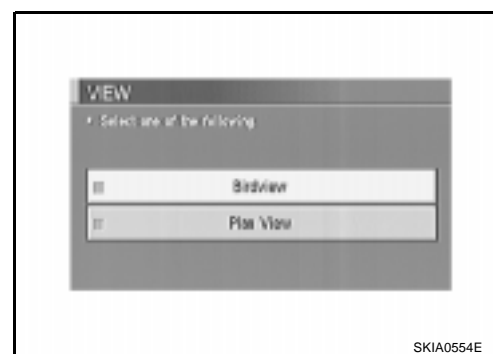 VIEW
• Select one of the following.
Birdview
Plan View
SKIA0554E